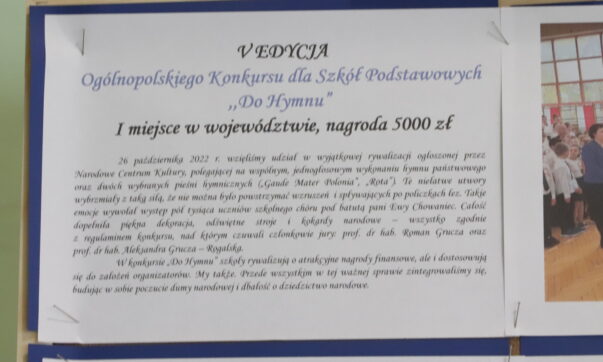 V EDYCJA
Ogólnopolskiego Konkursu dla Szkół Podstawowych
,,Do Hymnu”
I miejsce w województwie, nagroda 5000 zł
26 października 2022 r. wzięliśmy udział w wyjątkowej rywalizacji ogłoszonej przez
Narodowe Centrum Kultury, polegającej na wspólnym, jednogłosowym wykonaniu hymnu państwowego
oraz dwóch wybranych pieśni hymnicznych („Gaude Mater Polonia”, „Rota”). Te niełatwe utwory
wybrzmiały z taką siłą, że nie można było powstrzymać wzruszeń i spływających po policzkach łez. Takie
emocje wywołał występ pół tysiąca uczniów szkolnego chóru pod batutą pani Ewy Chowaniec. Całość
dopełniła piękna dekoracja, odświętne stroje i kokardy narodowe – wszystko zgodnie
z regulaminem konkursu, nad którym czuwali członkowie jury: prof. dr hab. Roman Grucza oraz
prof. dr hab. Aleksandra Grucza – Rogalska.
W konkursie „Do Hymnu” szkoły rywalizują o atrakcyjne nagrody finansowe, ale i dostosowują
się do założeń organizatorów. My także. Przede wszystkim w tej ważnej sprawie zintegrowaliśmy się,
budując w sobie poczucie dumy narodowej i dbałość o dziedzictwo narodowe.